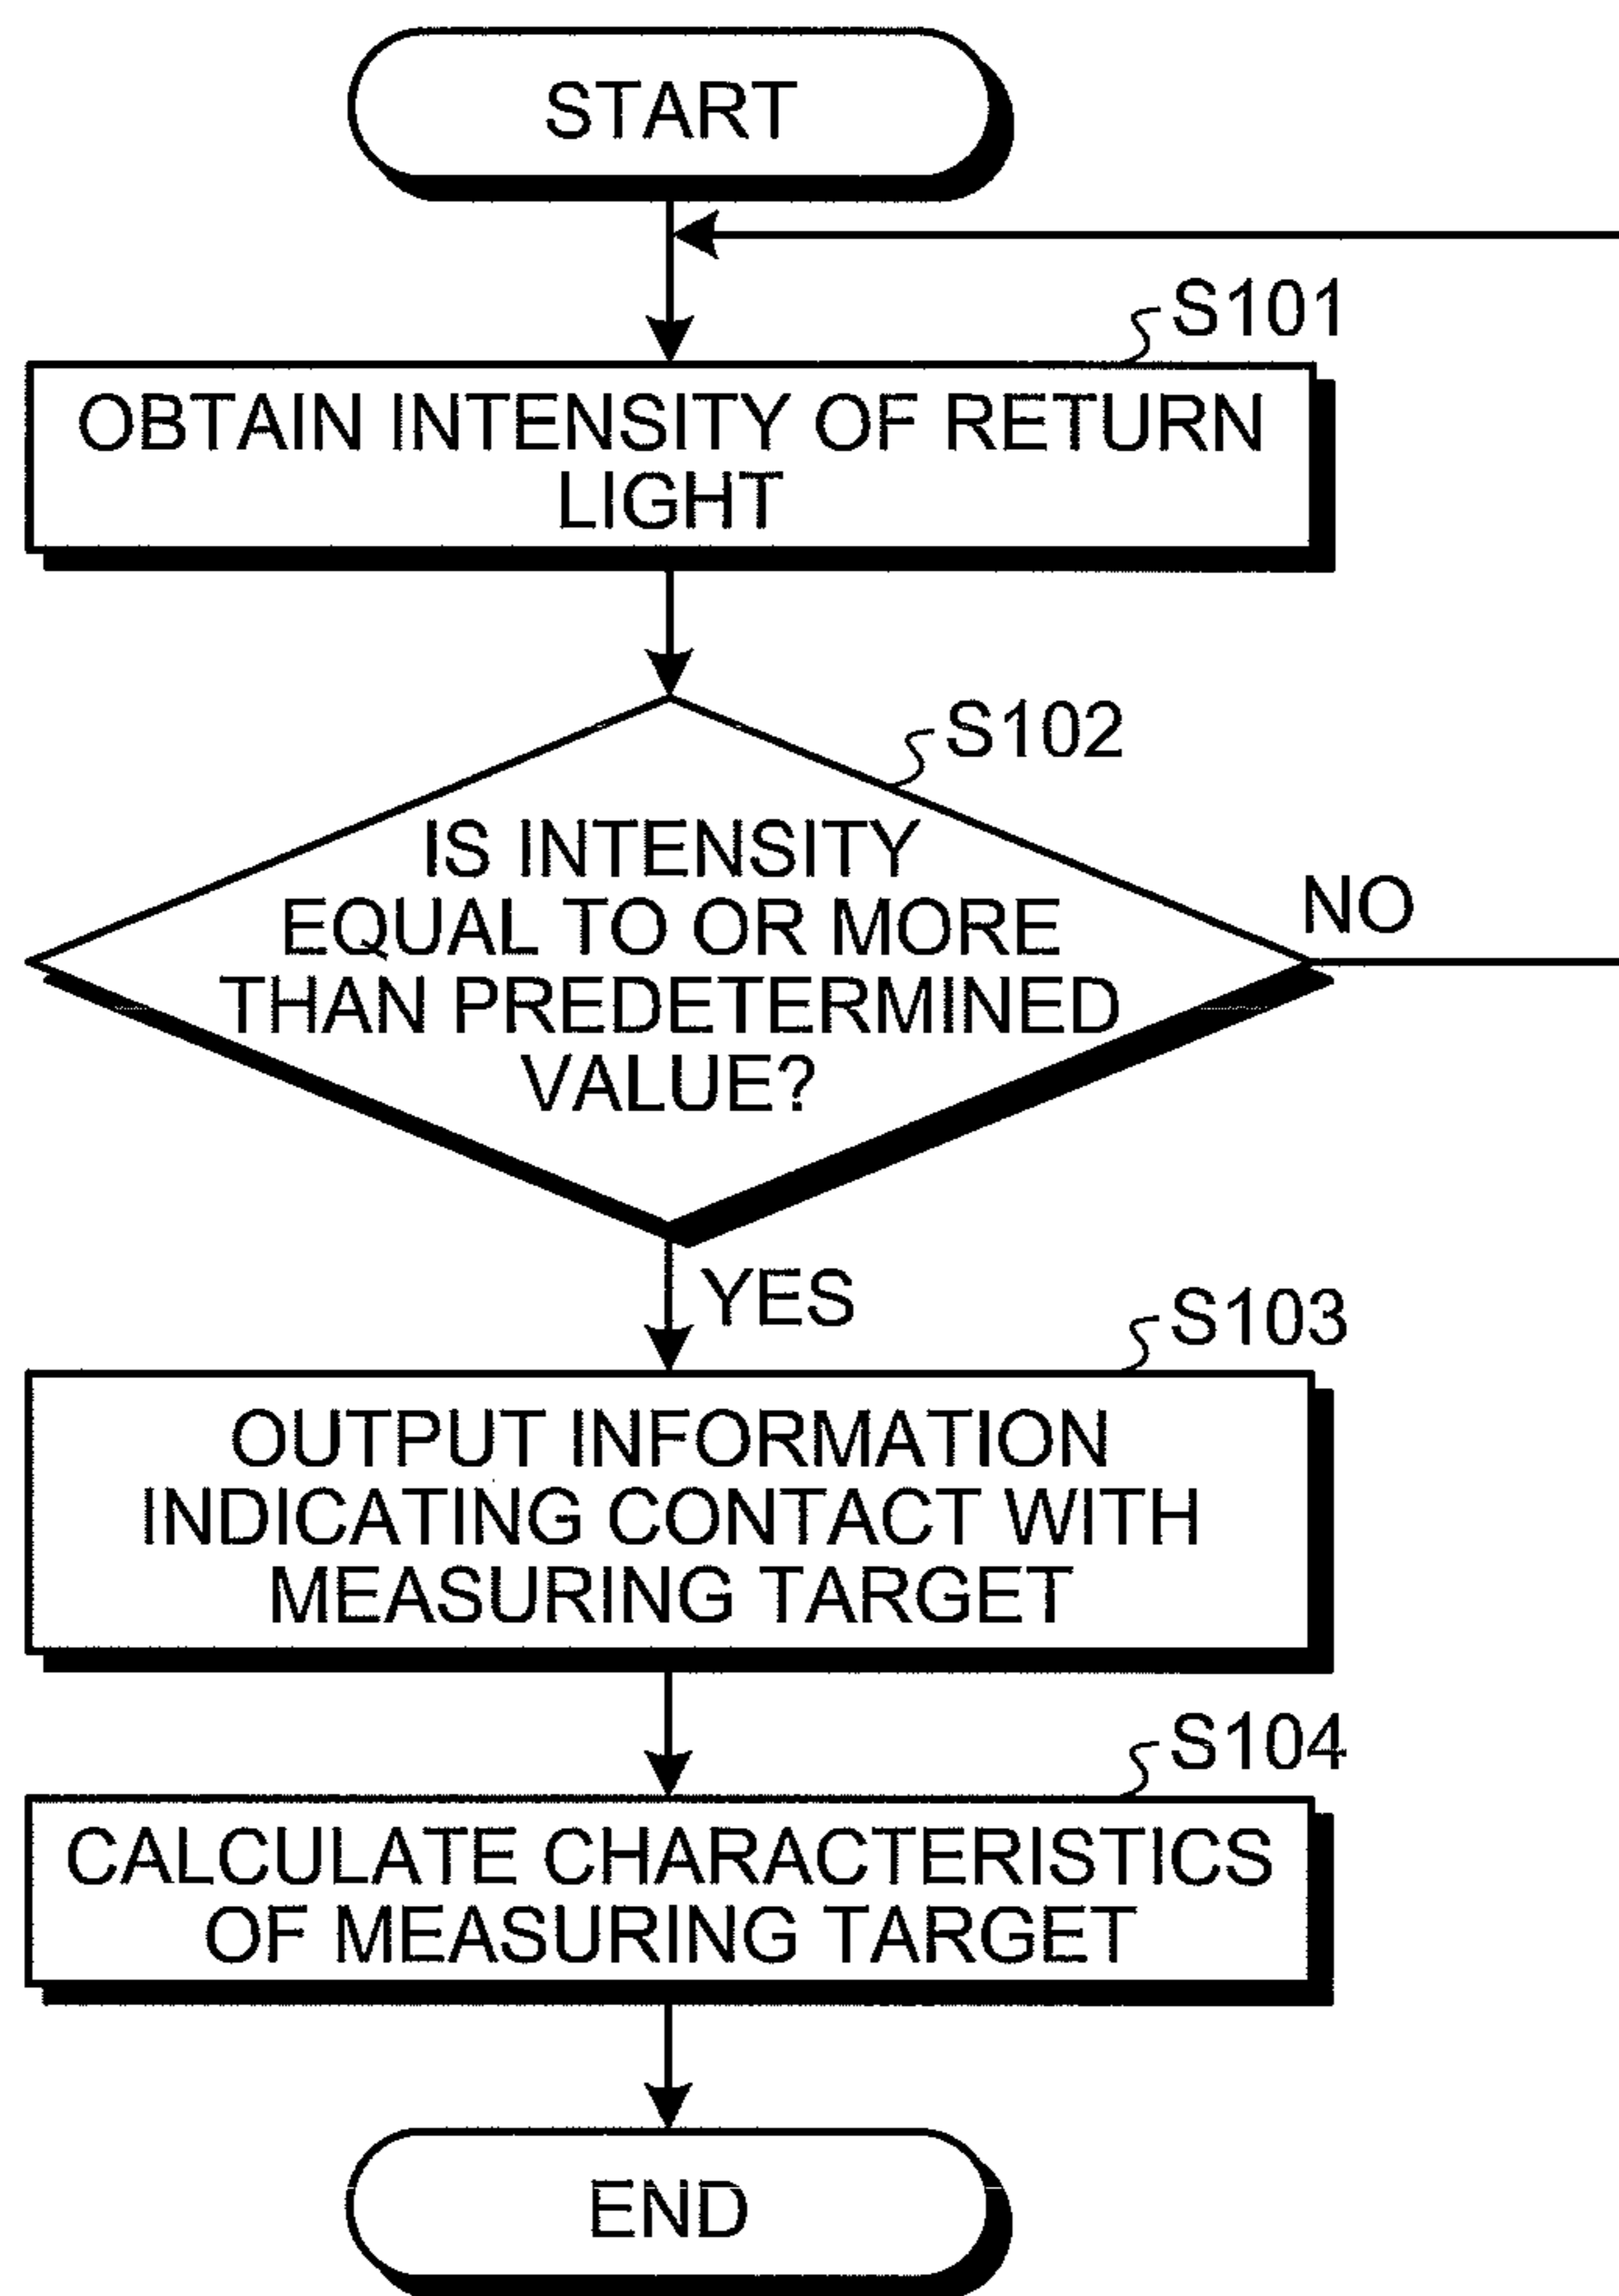 START
S101
OBTAIN INTENSITY OF RETURN
LIGHT
S102
IS INTENSITY
EQUAL TO OR MORE
THAN PREDETERMINED
VALUE?
NO
YES
S103
OUTPUT INFORMATION
INDICATING CONTACT WITH
MEASURING TARGET
S104
CALCULATE CHARACTERISTICS
OF MEASURING TARGET
END